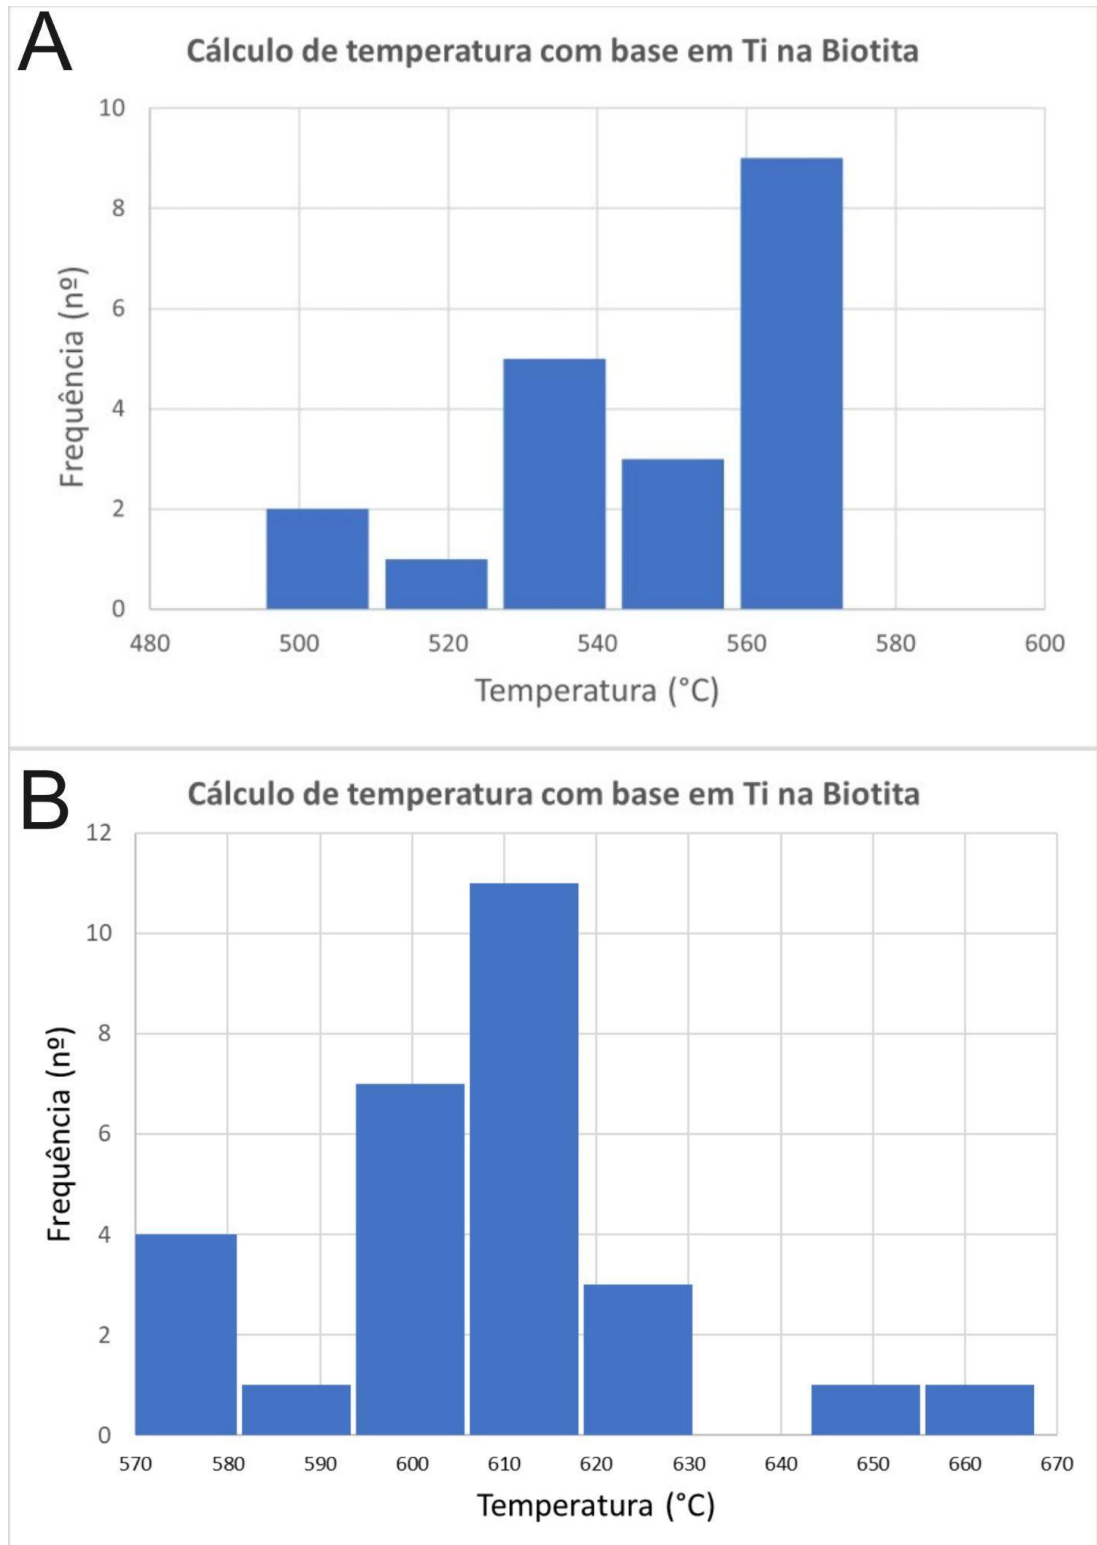 A
Cálculo de temperatura com base em Ti na Biotita
10
8
6
4
2
0
Frequência (nº)
480 500 520 540 560 580 600
Temperatura (°C)
B
Cálculo de temperatura com base em Ti na Biotita
12
10
8
6
4
2
0
Frequência (nº)
570 580 590 600 610 620 630 640 650 660 670
Temperatura (°C)